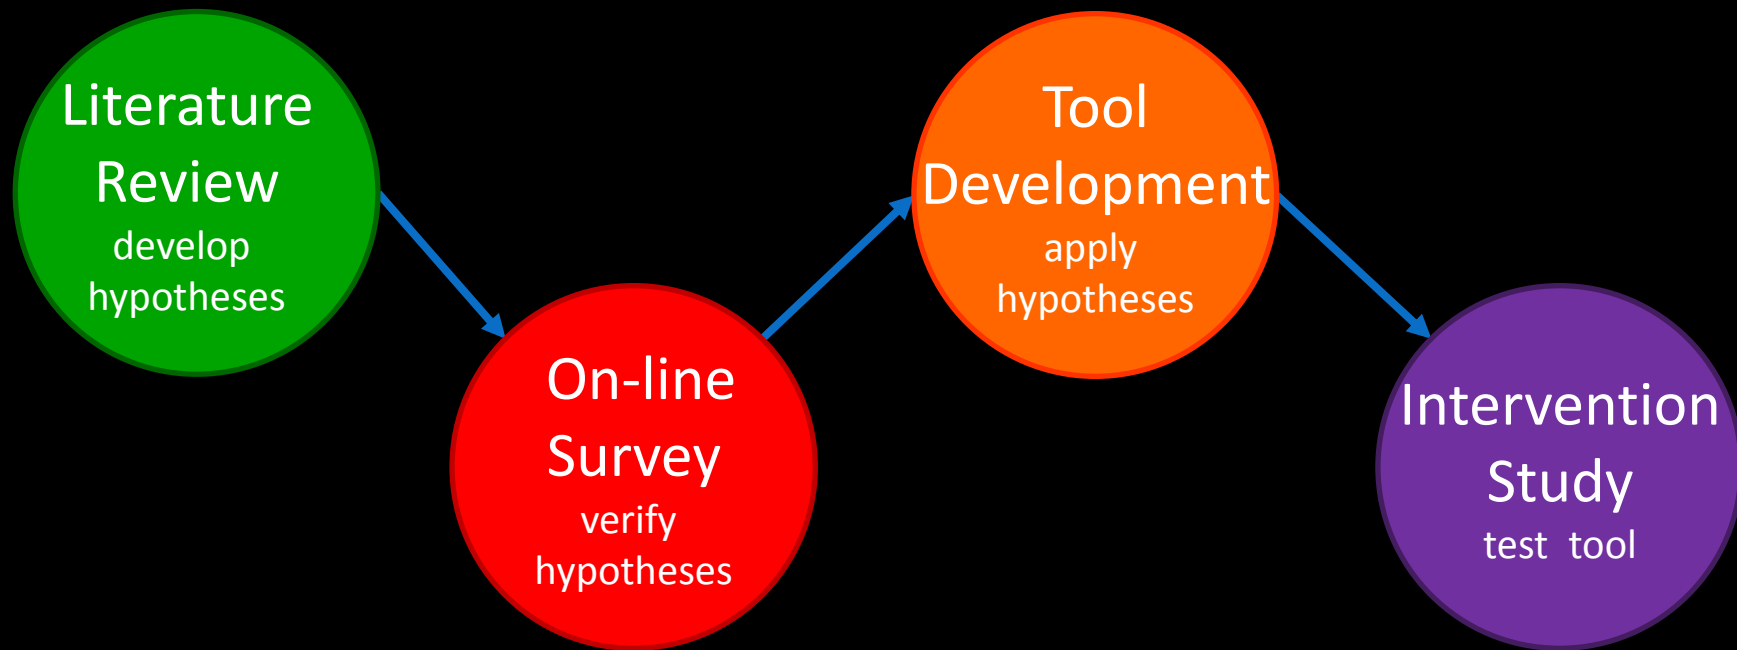 Literature
Review
develop
hypotheses
On-line
Survey
verify
hypotheses
Tool
Development
apply
hypotheses
Intervention
Study
test tool